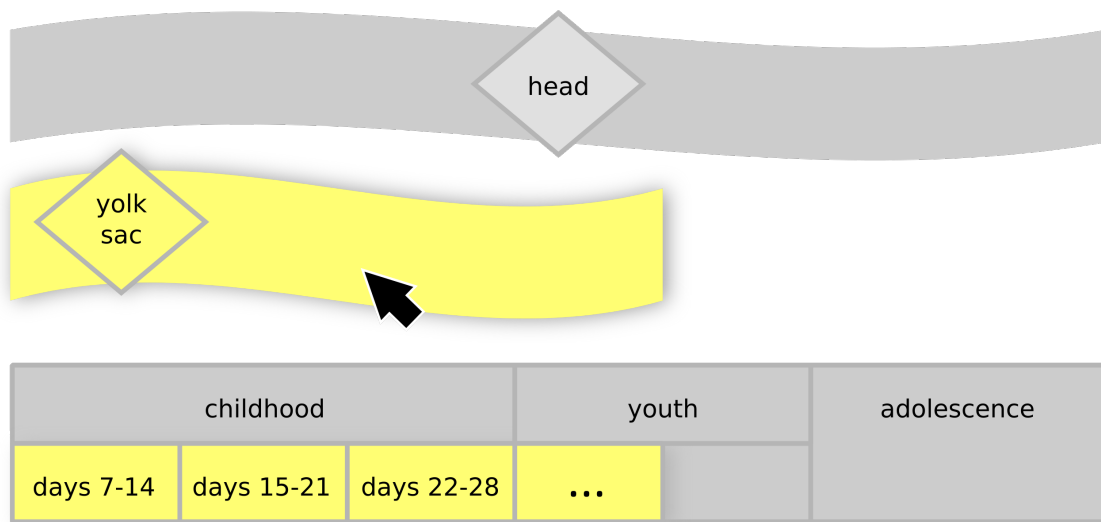 head
yolk
sac
childhood
youth
adolescence
days 7-14
days 15-21
days 22-28
...